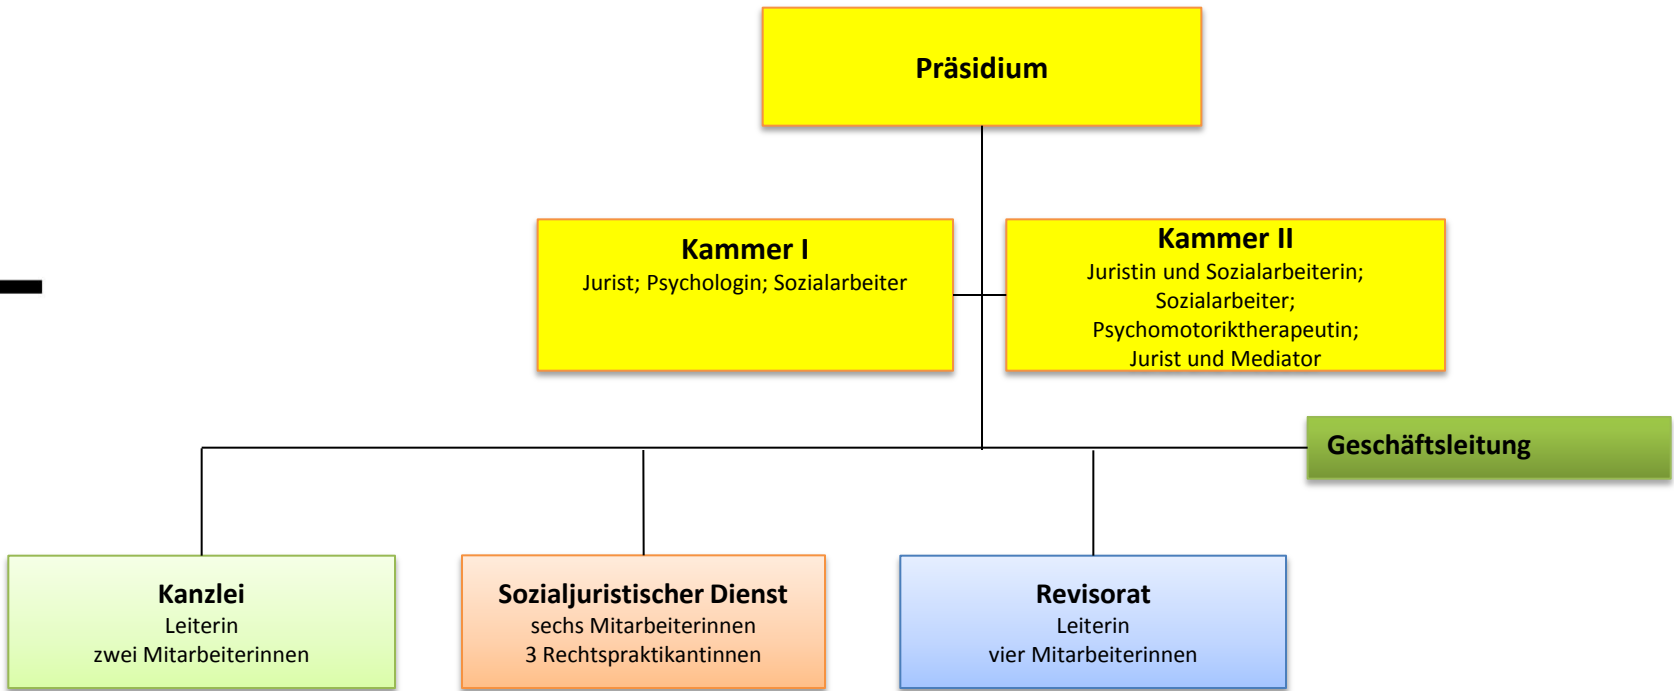 Präsidium
Kammer I
Jurist; Psychologin; Sozialarbeiter
Kammer II
Juristin und Sozialarbeiterin;
Sozialarbeiter;
Psychomotoriktherapeutin;
Jurist und Mediator
Geschäftsleitung
Kanzlei
Leiterin
zwei Mitarbeiterinnen
Sozialjuristischer Dienst
sechs Mitarbeiterinnen
3 Rechtspraktikantinnen
Revisorat
Leiterin
vier Mitarbeiterinnen